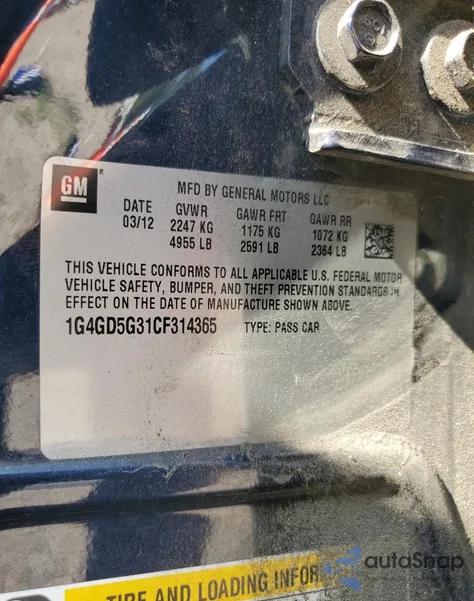 GM
MFD BY GENERAL MOTORS LLC
DATE GVWR GAWR FRT GAWR RR
03/12 2247 KG 1175 KG 1072 KG
4955 LB 2591 LB 2364 LB
THIS VEHICLE CONFORMS TO ALL APPLICABLE U.S. FEDERAL MOTOR
VEHICLE SAFETY, BUMPER, AND THEFT PREVENTION STANDARDS IN
EFFECT ON THE DATE OF MANUFACTURE SHOWN ABOVE.
1G4GD5G31CF314365 TYPE: PASS CAR
TIRE AND LOADING INFOR
autoSnap